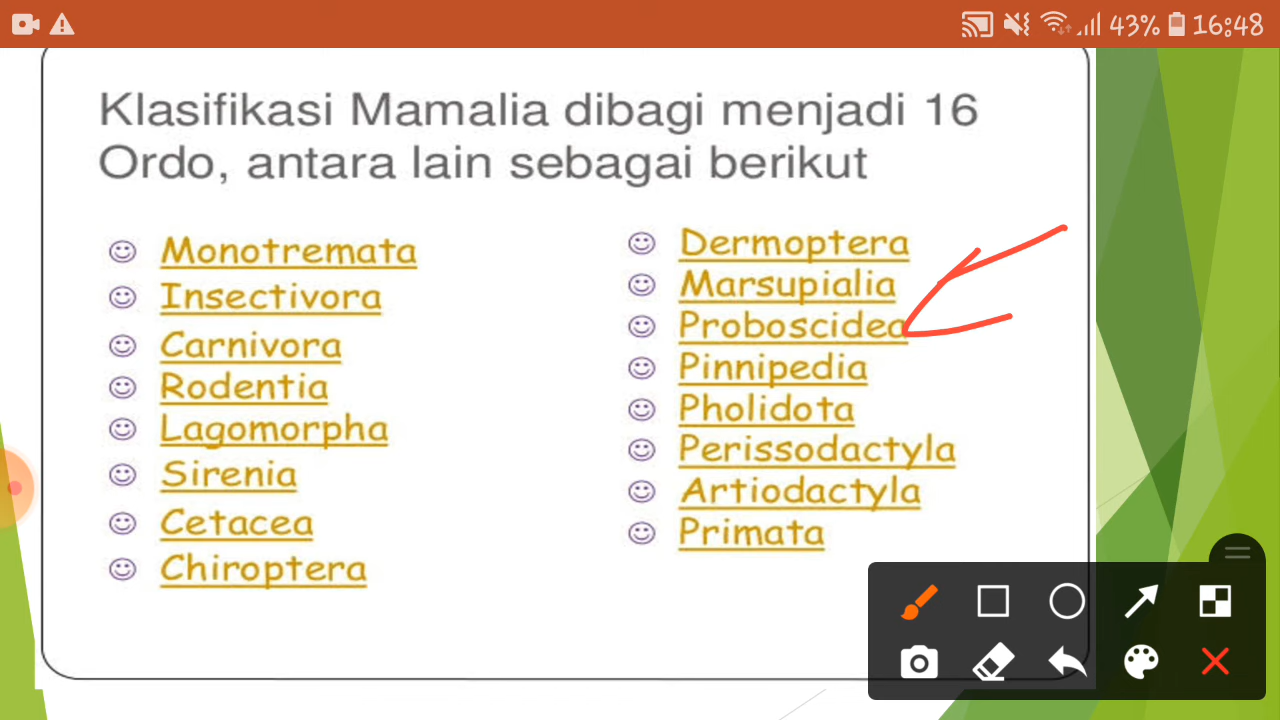 43% 16:48
Klasifikasi Mamalia dibagi menjadi 16
Ordo, antara lain sebagai berikut
Monotremata
Insectivora
Carnivora
Rodentia
Lagomorpha
Sirenia
Cetacea
Chiroptera
Dermoptera
Marsupialia
Proboscidea
Pinnipedia
Pholidota
Perissodactyla
Artiodactyla
Primata